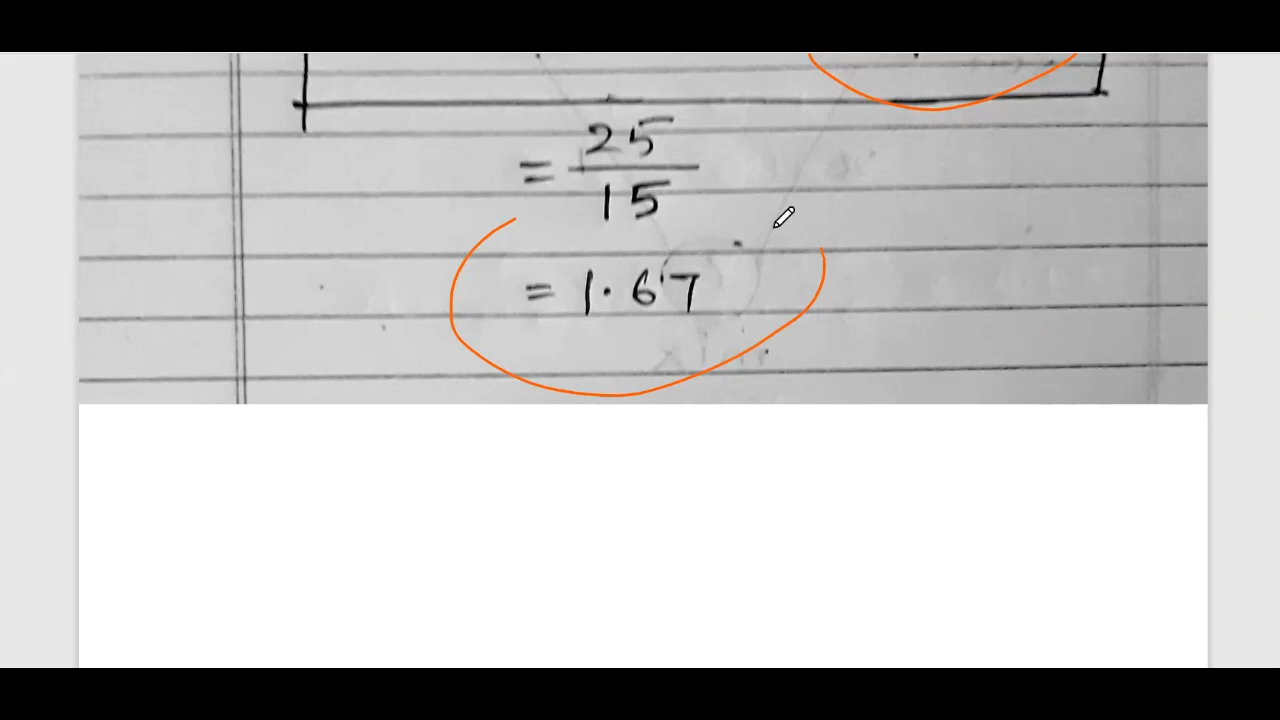 = 25
15
= 1.67